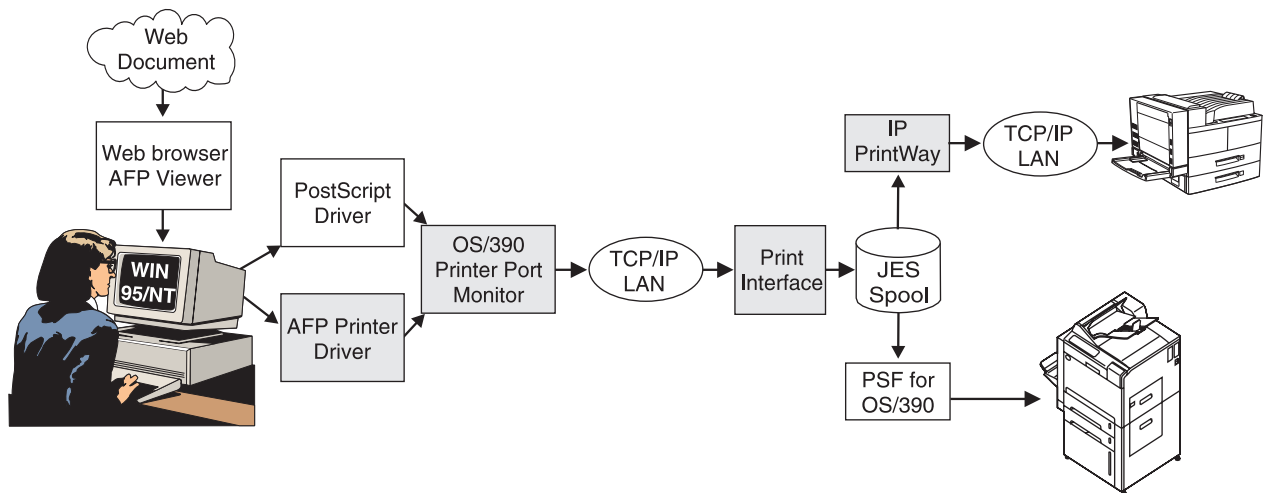 Web
Document
Web browser
AFP Viewer
WIN
95/NT
PostScript
Driver
AFP Printer
Driver
OS/390
Printer Port
Monitor
TCP/IP
LAN
Print
Interface
JES
Spool
IP
PrintWay
TCP/IP
LAN
PSF for
OS/390